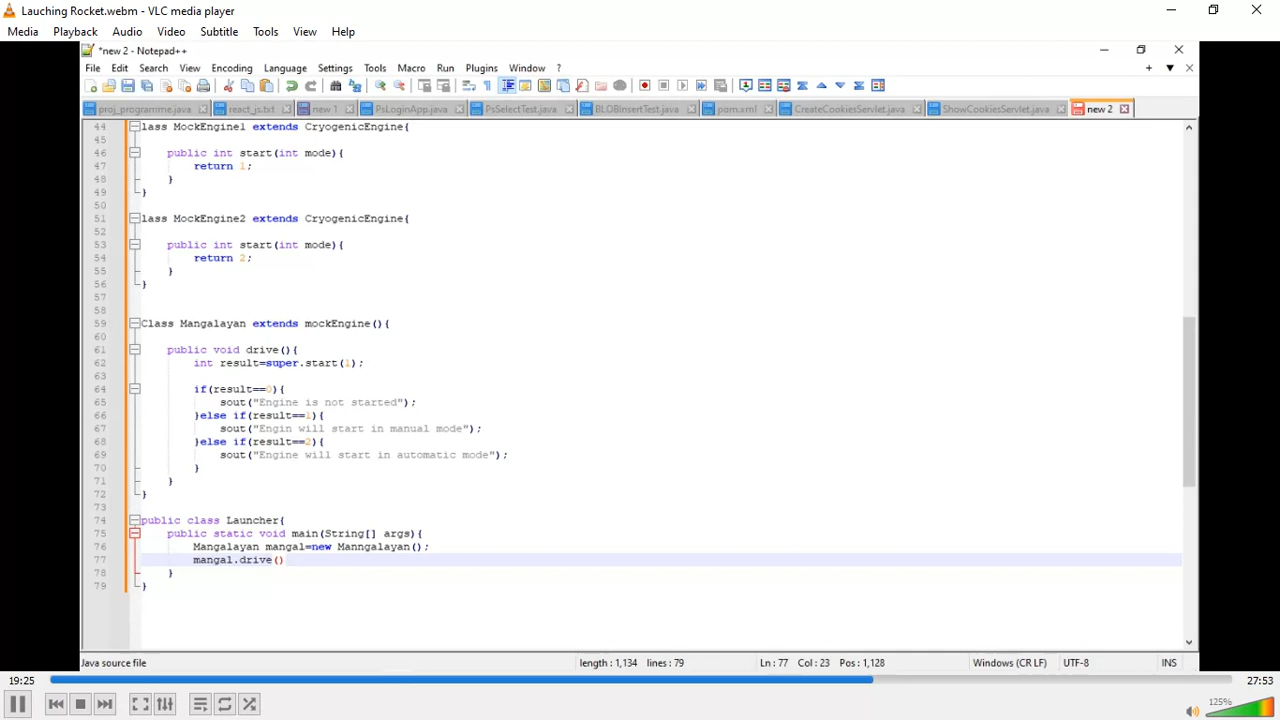 Lauching Rocket.webm - VLC media player
Media Playback Audio Video Subtitle Tools View Help
*new 2 - Notepad++
File Edit Search View Encoding Language Settings Tools Macro Run Plugins Window ?
proj_programme.java react_js.txt new 1 PsLoginApp.java PsSelectTest.java BLOBInsertTest.java pom.xml CreateCookiesServlet.java ShowCookiesServlet.java new 2
44 lass MockEngine1 extends CryogenicEngine{
45
46 public int start(int mode){
47 return 1;
48 }
49 }
50
51 lass MockEngine2 extends CryogenicEngine{
52
53 public int start(int mode){
54 return 2;
55 }
56 }
57
58
59 Class Mangalayan extends mockEngine(){
60
61 public void drive(){
62 int result=super.start(1);
63
64 if(result==0){
65 sout("Engine is not started");
66 }else if(result==1){
67 sout("Engin will start in manual mode");
68 }else if(result==2){
69 sout("Engine will start in automatic mode");
70 }
71 }
72 }
73
74 public class Launcher{
75 public static void main(String[] args){
76 Mangalayan mangal=new Manngalayan();
77 mangal.drive()
78 }
79 }
Java source file length : 1,134 lines : 79 Ln : 77 Col : 23 Pos : 1,128 Windows (CR LF) UTF-8 INS
19:25 27:53
125%